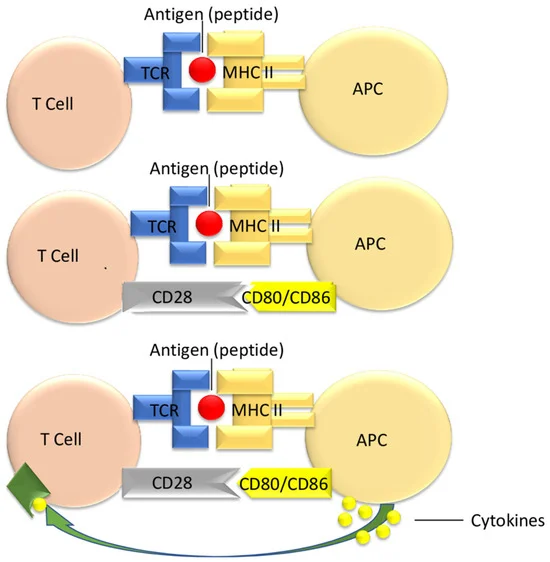 Antigen (peptide)
T Cell
TCR
MHC II
APC
Antigen (peptide)
T Cell
TCR
MHC II
APC
CD28
CD80/CD86
Antigen (peptide)
T Cell
TCR
MHC II
APC
CD28
CD80/CD86
Cytokines